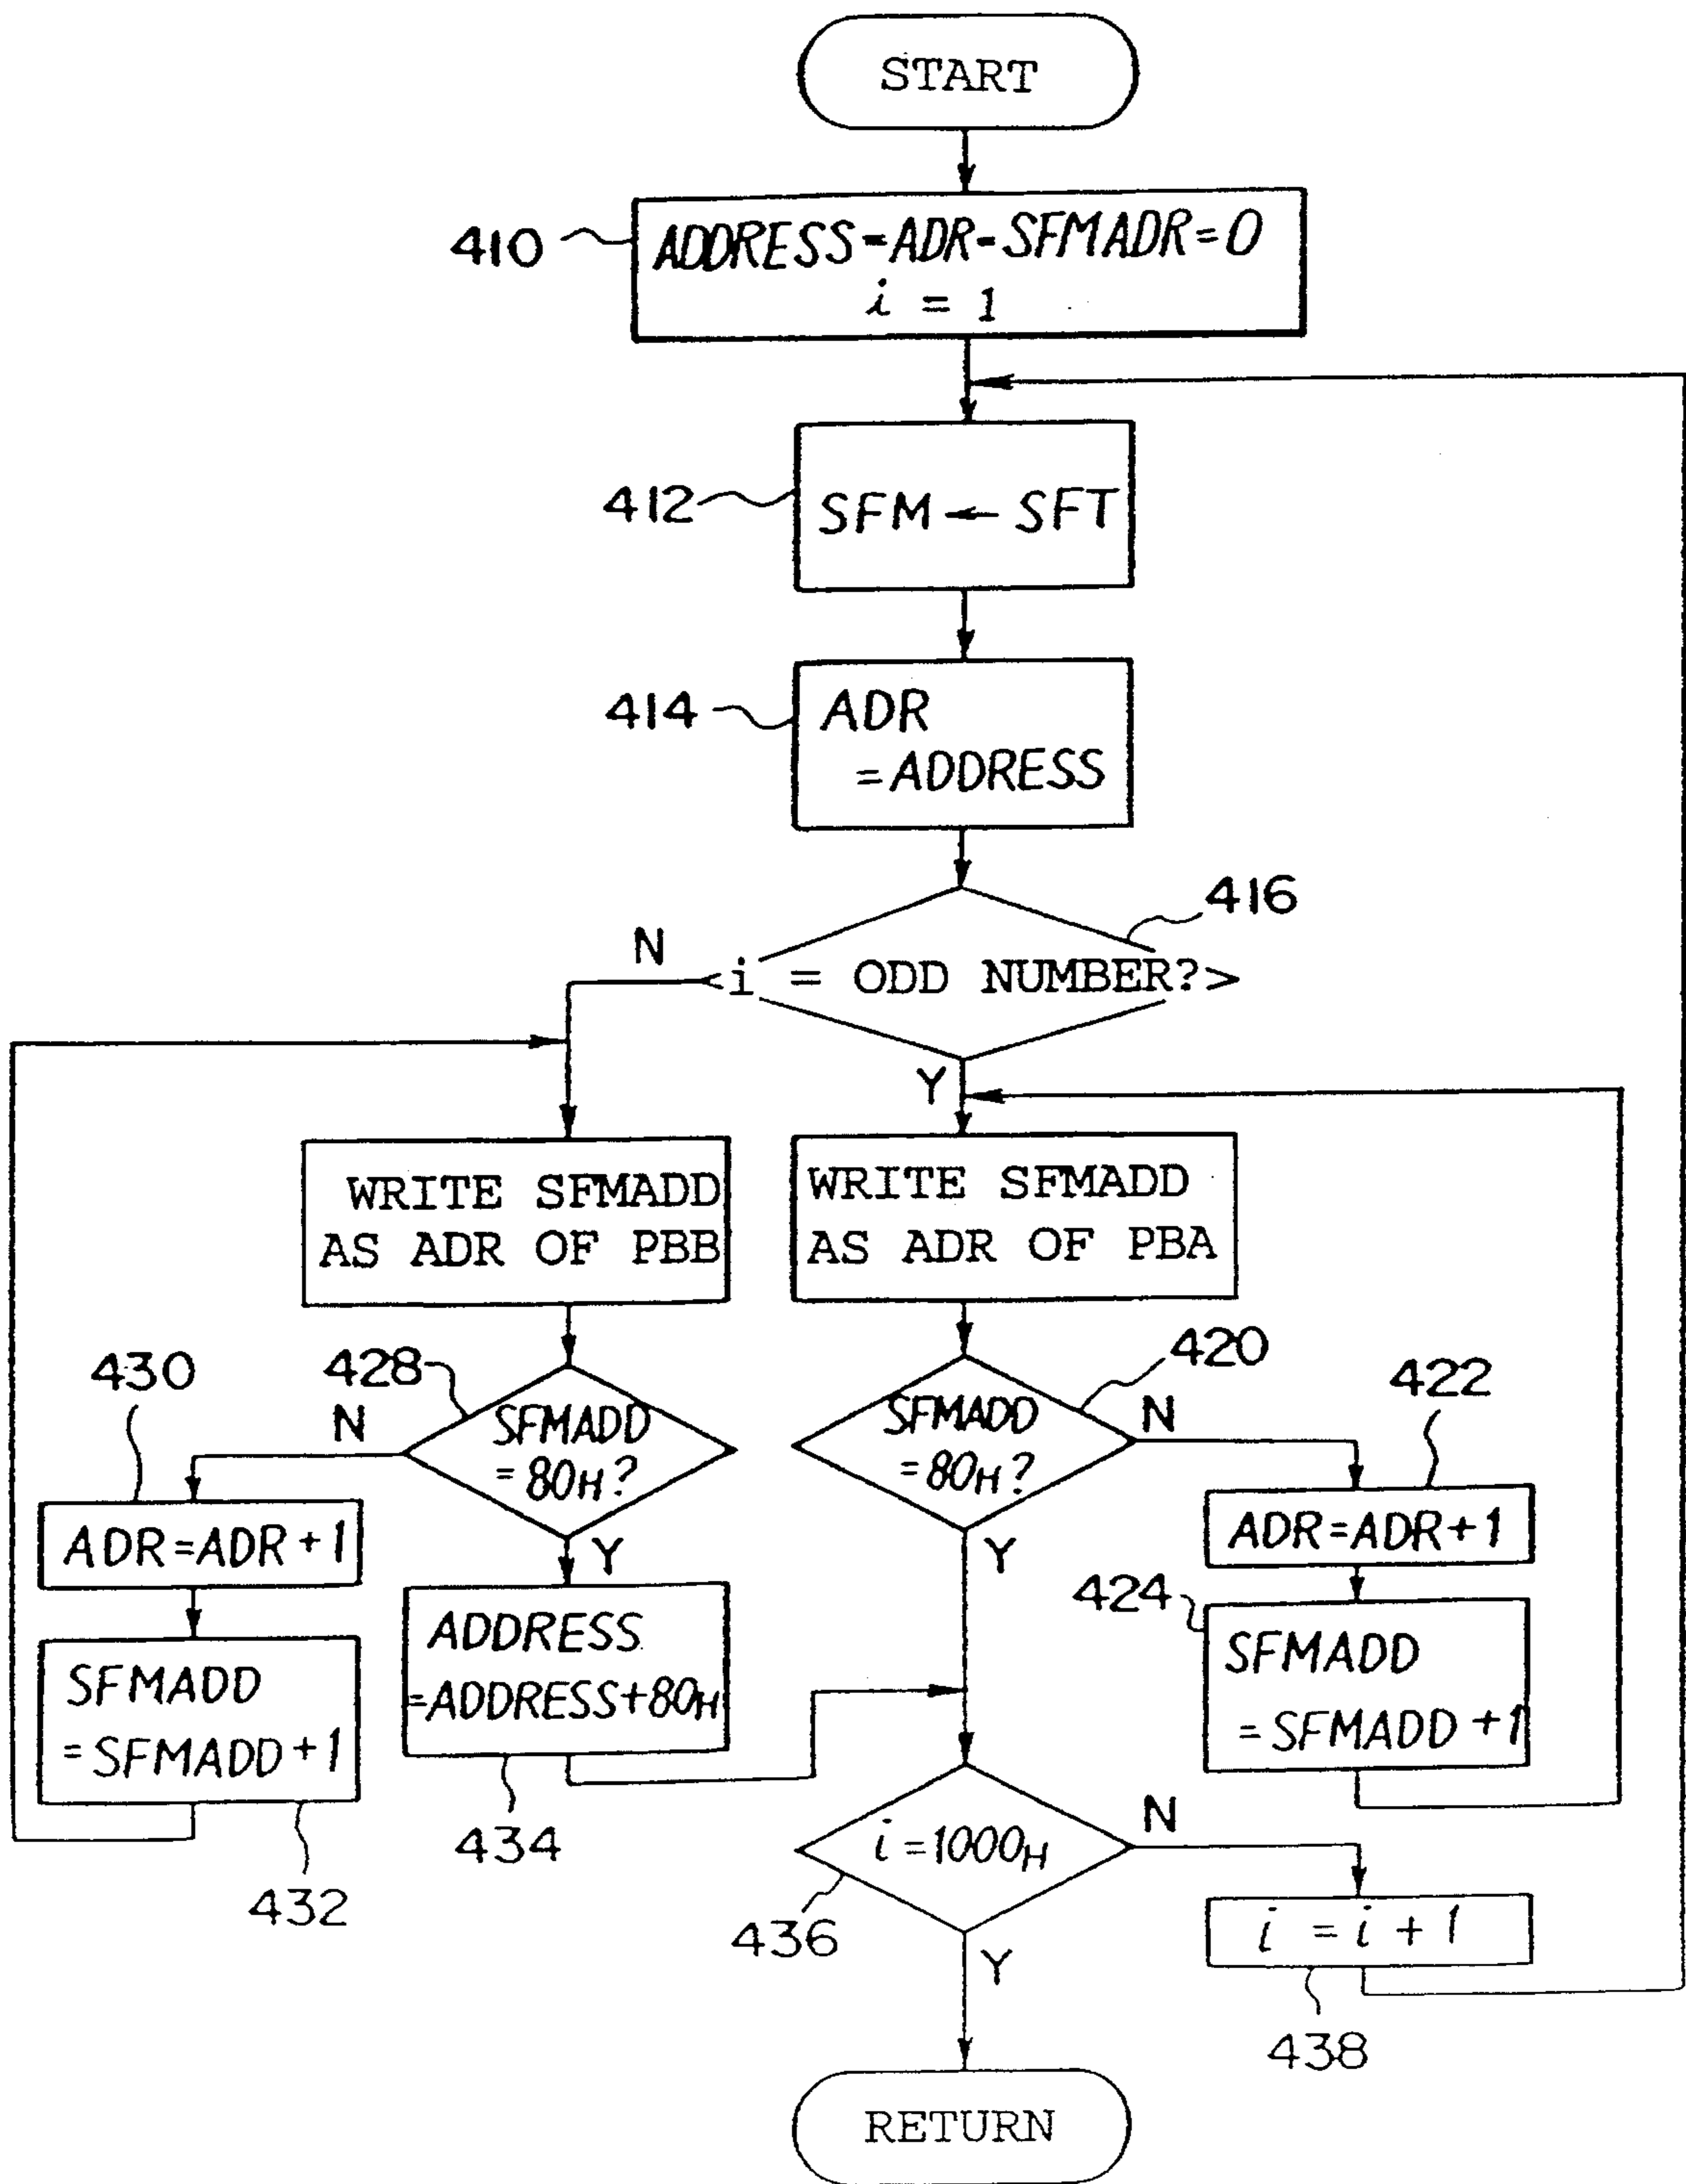 START
410
ADDRESS=ADR=SFMADR=0
i = 1
412
SFM ← SFT
414
ADR
=ADDRESS
416
N
<i = ODD NUMBER?>
Y
WRITE SFMADD
AS ADR OF PBB
WRITE SFMADD
AS ADR OF PBA
430
428
420
422
N
SFMADD
=80H?
Y
SFMADD
=80H?
N
Y
ADR=ADR+1
ADR=ADR+1
424
ADDRESS
=ADDRESS+80H
SFMADD
=SFMADD+1
SFMADD
=SFMADD+1
432
434
i=1000H
N
436
Y
i = i + 1
438
RETURN